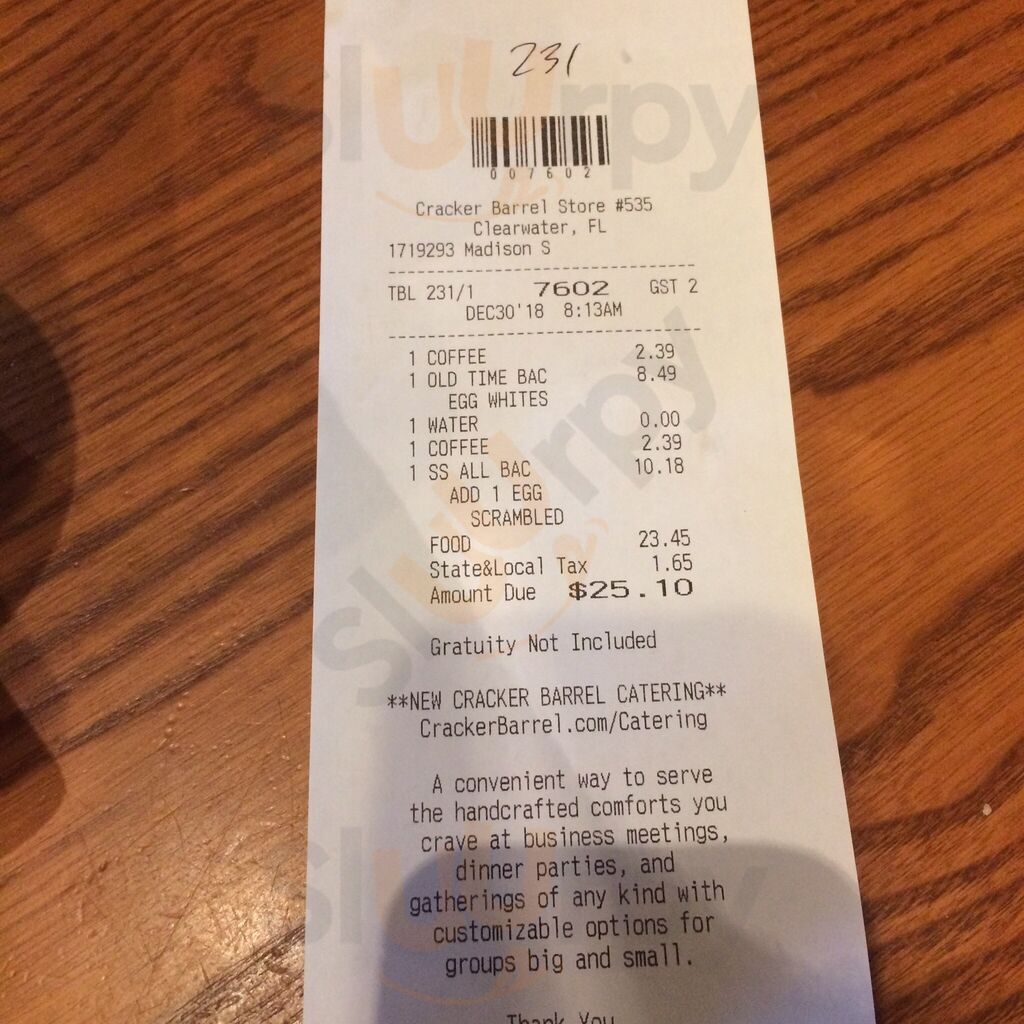 231
007602
Cracker Barrel Store #535
Clearwater, FL
1719293 Madison S
TBL 231/1 7602 GST 2
DEC30'18 8:13AM
1 COFFEE 2.39
1 OLD TIME BAC 8.49
EGG WHITES
1 WATER 0.00
1 COFFEE 2.39
1 SS ALL BAC 10.18
ADD 1 EGG
SCRAMBLED
FOOD 23.45
State&Local Tax 1.65
Amount Due $25.10
Gratuity Not Included
**NEW CRACKER BARREL CATERING**
CrackerBarrel.com/Catering
A convenient way to serve
the handcrafted comforts you
crave at business meetings,
dinner parties, and
gatherings of any kind with
customizable options for
groups big and small.
Thank You
sluurpy
sluurpy
sluurpy